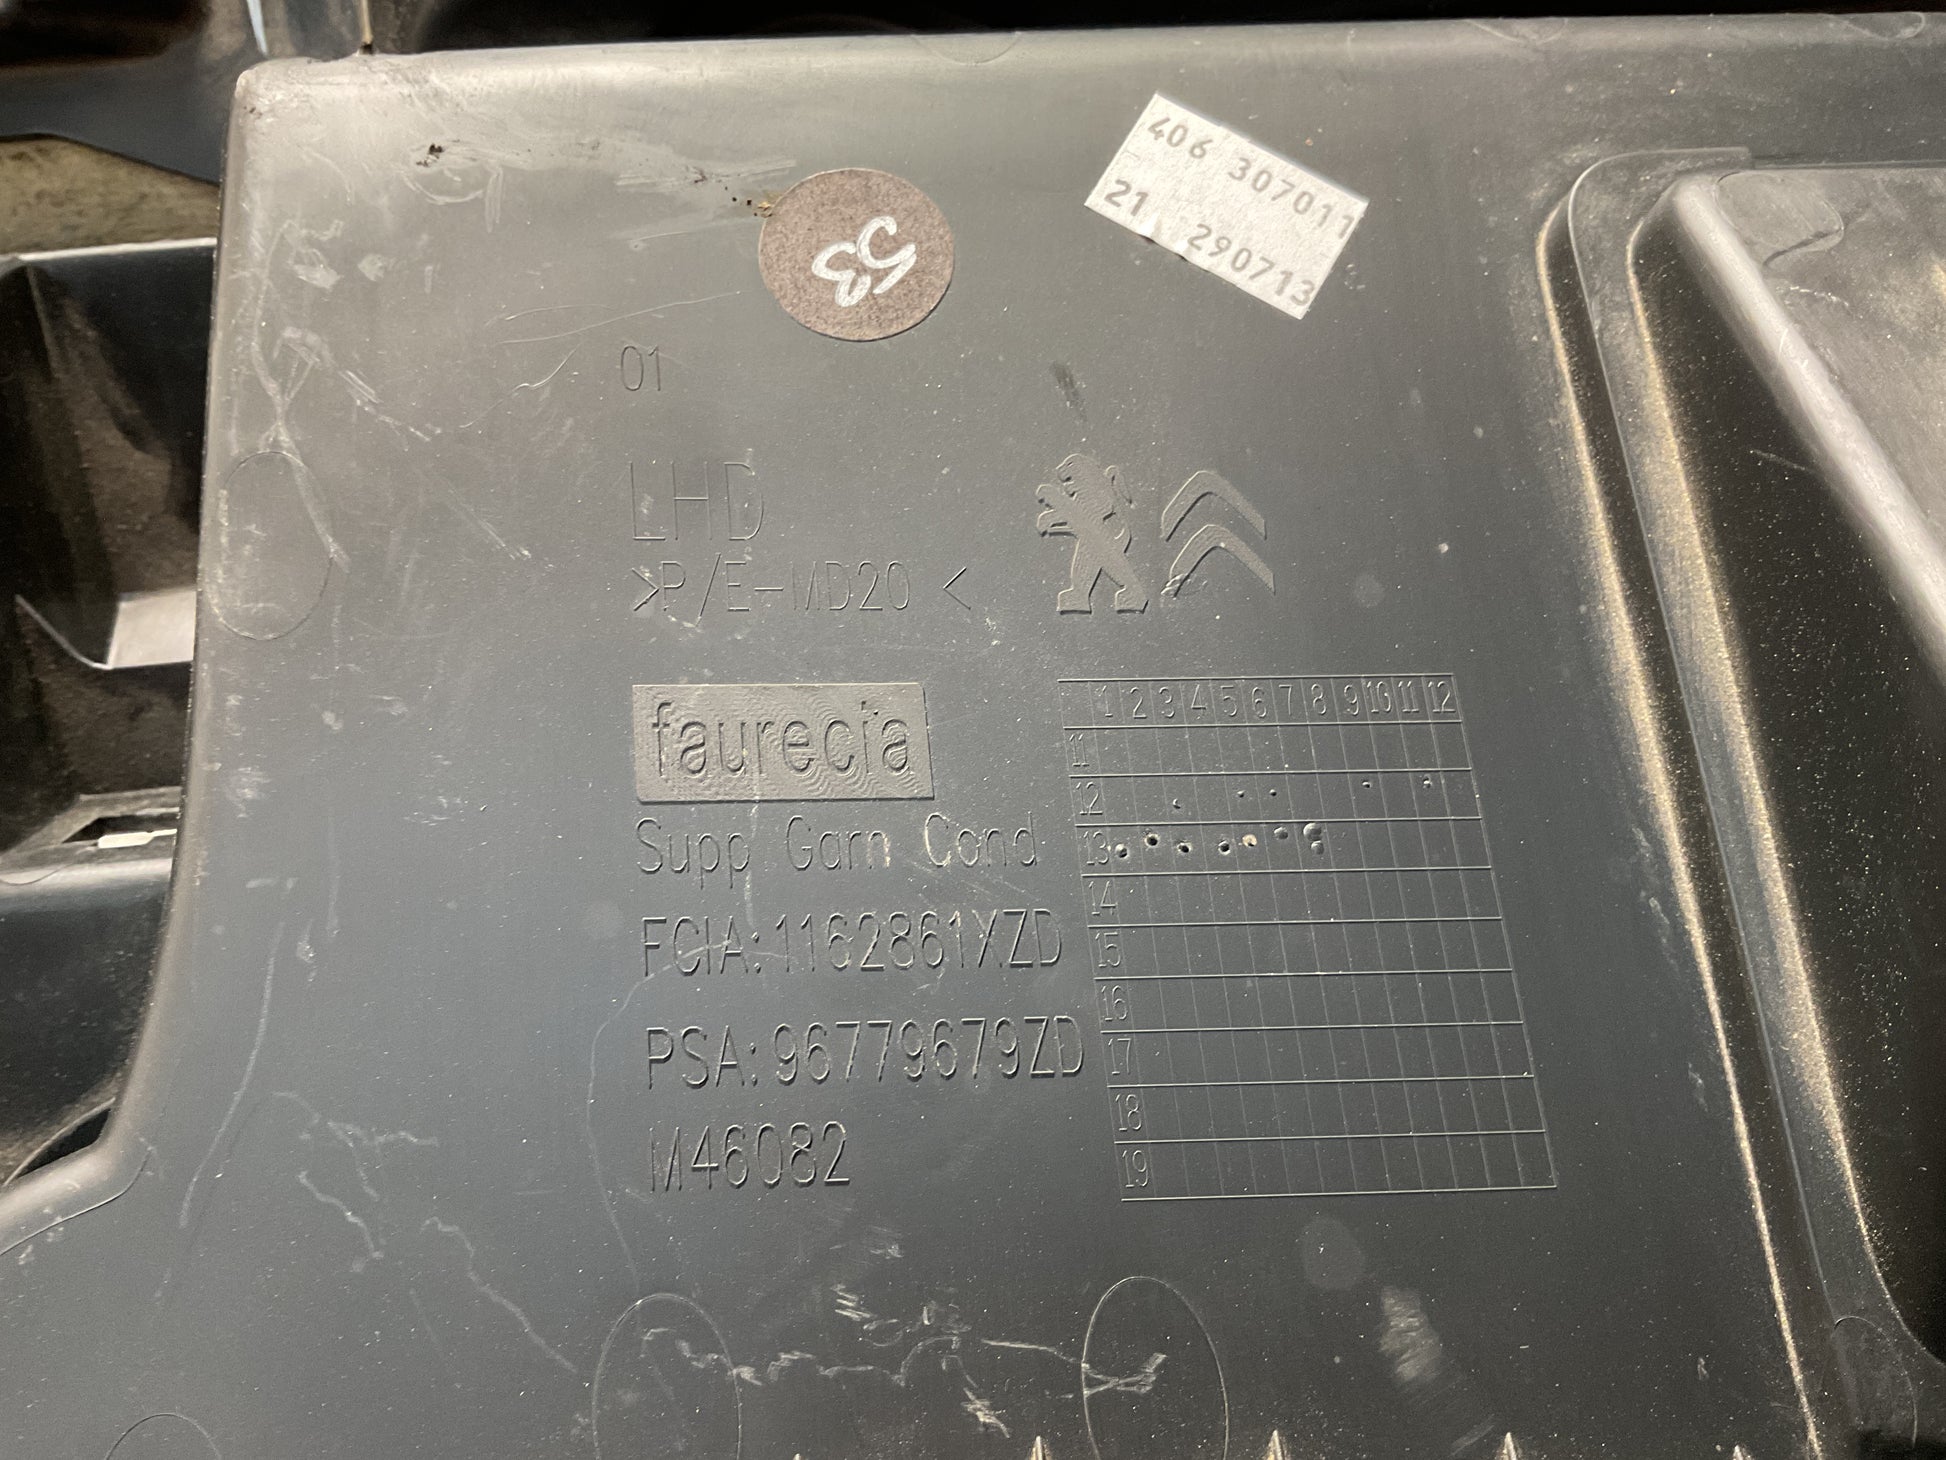 406 307011
21 290713
53
01
LHD
>P/E-MD20 <
faurecia
Supp Garn Cond
FCIA:1162861XZD
PSA:96779679ZD
M46082
1 2 3 4 5 6 7 8 9 10 11 12
11
12
13
14
15
16
17
18
19